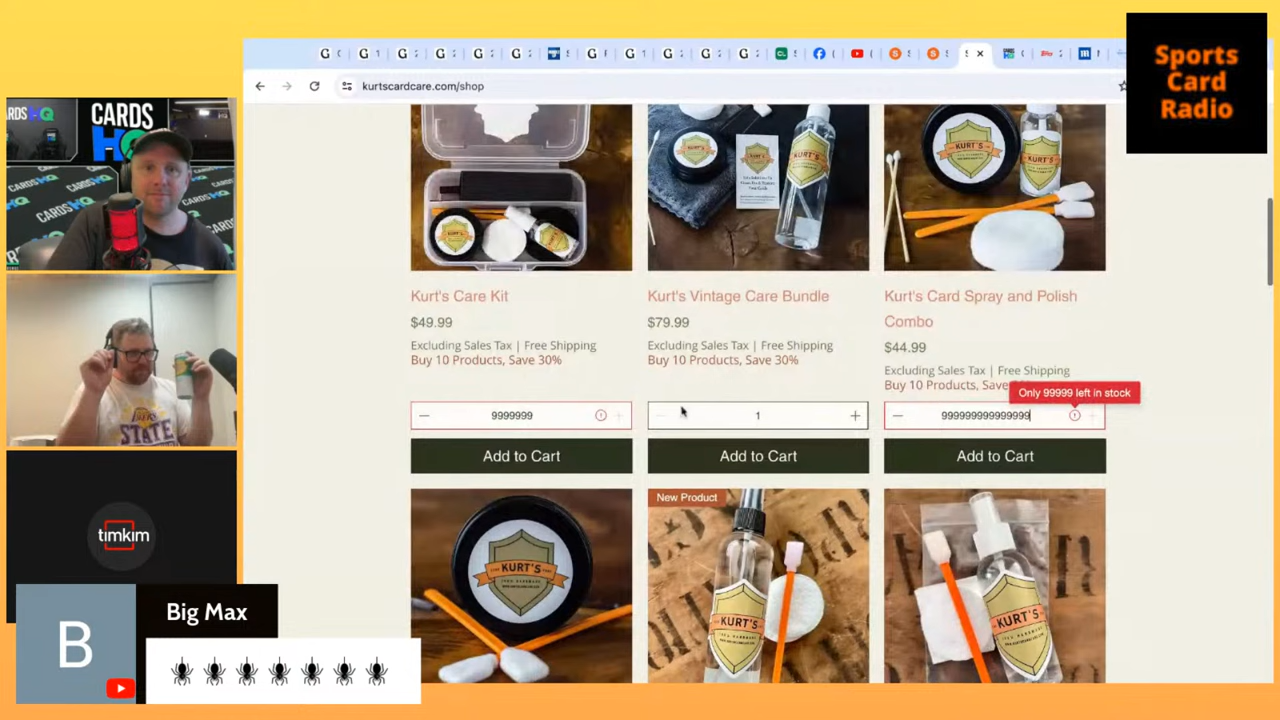 Sports
Card
Radio
kurtscardcare.com/shop
CARDS
HQ
Kurt's Care Kit
$49.99
Excluding Sales Tax | Free Shipping
Buy 10 Products, Save 30%
9999999
Add to Cart
Kurt's Vintage Care Bundle
$79.99
Excluding Sales Tax | Free Shipping
Buy 10 Products, Save 30%
1
Add to Cart
Kurt's Card Spray and Polish
Combo
$44.99
Excluding Sales Tax | Free Shipping
Buy 10 Products, Save
Only 99999 left in stock
999999999999999
Add to Cart
KURT'S
New Product
KURT'S
KURT'S
timkim
B
Big Max